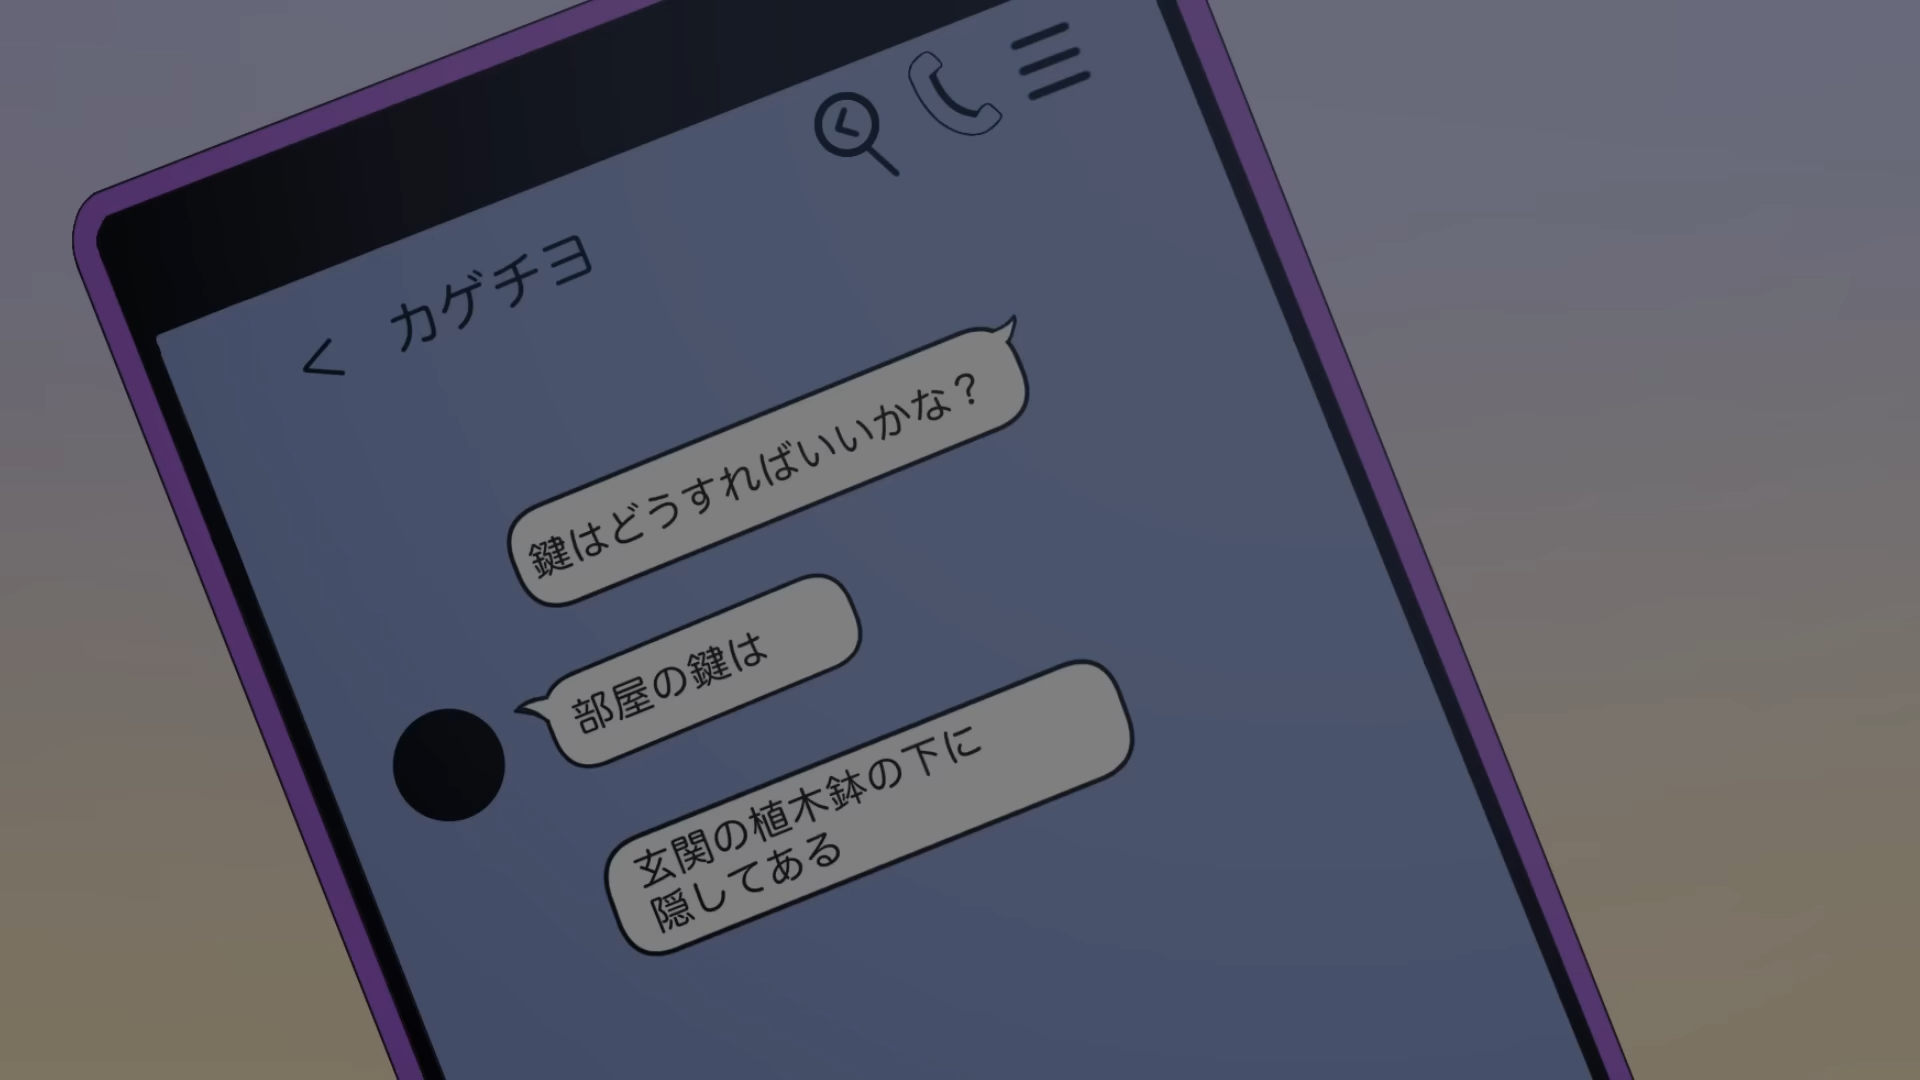 カゲチヨ
鍵はどうすればいいかな？
部屋の鍵は
玄関の植木鉢の下に
隠してある